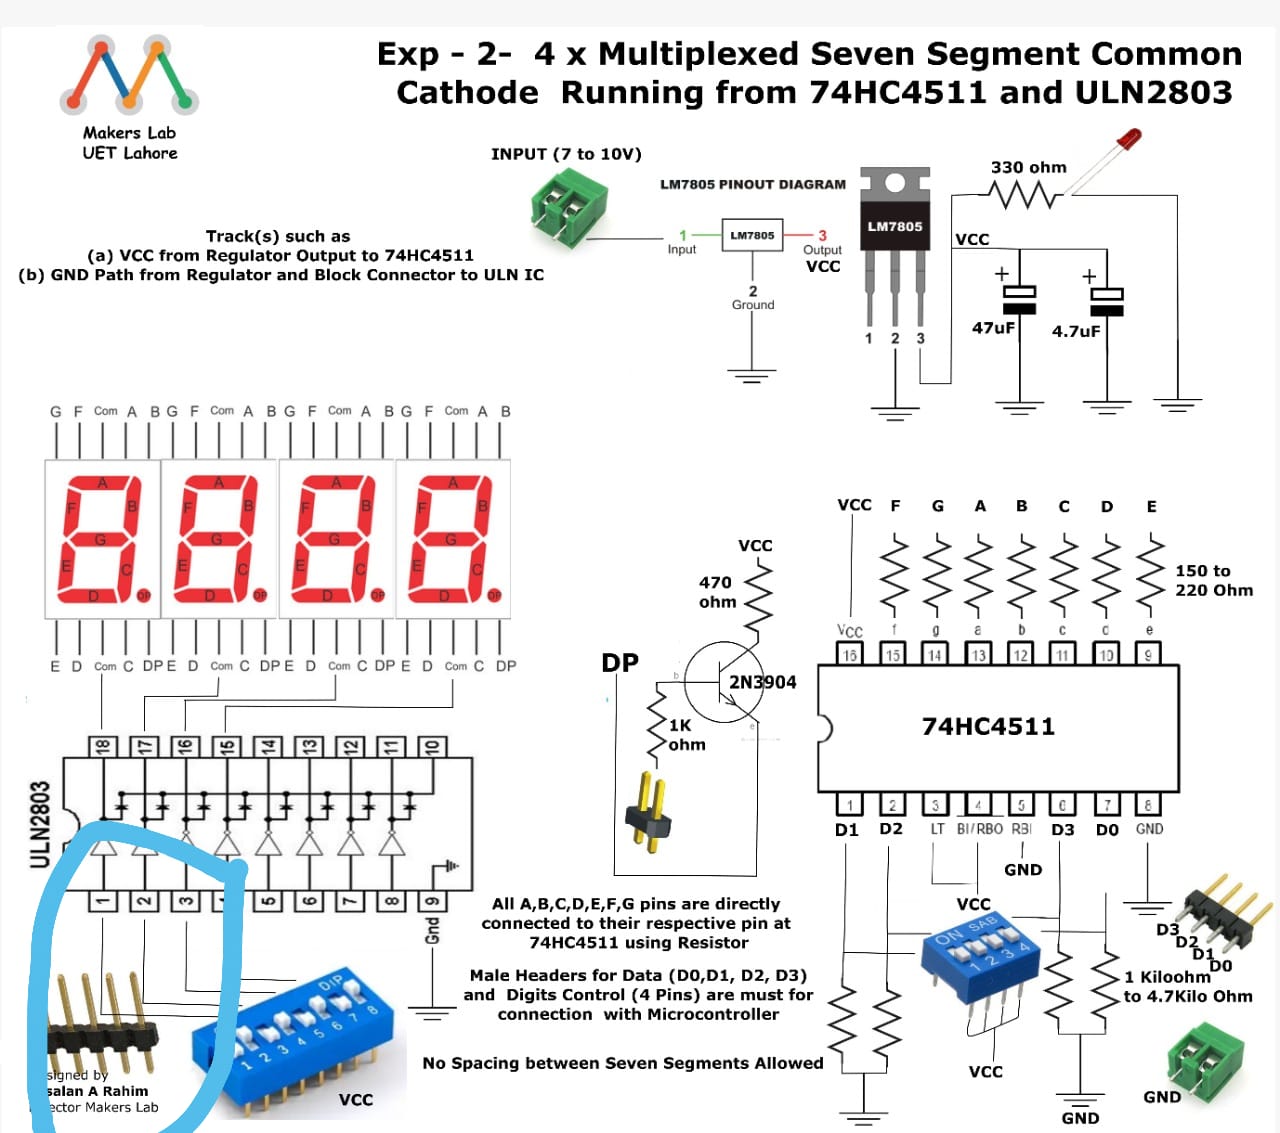 Exp - 2-  4 x Multiplexed Seven Segment Common
Cathode  Running from 74HC4511 and ULN2803
Makers Lab
UET Lahore
INPUT (7 to 10V)
LM7805 PINOUT DIAGRAM
330 ohm
Track(s) such as
(a) VCC from Regulator Output to 74HC4511
(b) GND Path from Regulator and Block Connector to ULN IC
1
Input
LM7805
3
Output
VCC
2
Ground
LM7805
VCC
+
+
47uF
4.7uF
1 2 3
G F Com A B G F Com A B G F Com A B G F Com A B
A A A A
F B F B F B F B
G G G G
E C E C E C E C
D DP D DP D DP D DP
E D Com C DP E D Com C DP E D Com C DP E D Com C DP
VCC
470
ohm
DP
b
2N3904
e
1K
ohm
VCC F G A B C D E
150 to
220 Ohm
Vcc f g a b c d e
16 15 14 13 12 11 10 9
74HC4511
1 2 3 4 5 6 7 8
D1 D2 LT BI/RBO RBI D3 D0 GND
GND
VCC
ON SAB
1 2 3 4
D3
D2
D1
D0
1 Kiloohm
to 4.7Kilo Ohm
VCC
GND
GND
18 17 16 15 14 13 12 11 10
ULN2803
1 2 3 5 6 7 8 9
Gnd
DIP
1 2 3 4 5 6 7 8
VCC
All A,B,C,D,E,F,G pins are directly
connected to their respective pin at
74HC4511 using Resistor
Male Headers for Data (D0,D1, D2, D3)
and  Digits Control (4 Pins) are must for
connection  with Microcontroller
No Spacing between Seven Segments Allowed
signed by
salan A Rahim
ector Makers Lab